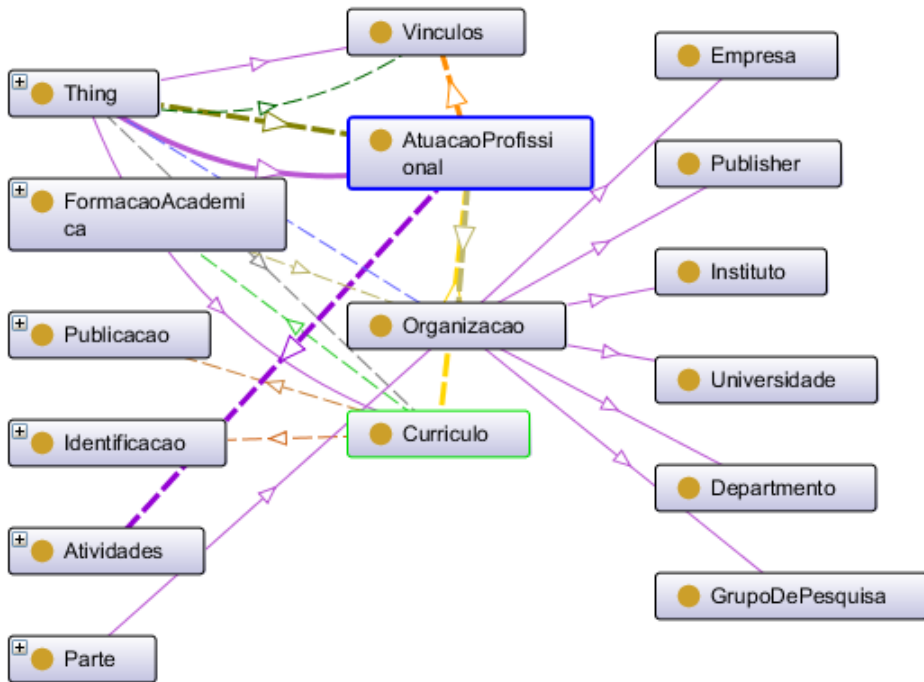 Vinculos
Empresa
Thing
AtuacaoProfissi
onal
Publisher
FormacaoAcademi
ca
Instituto
Publicacao
Organizacao
Universidade
Identificacao
Curriculo
Departmento
Atividades
GrupoDePesquisa
Parte